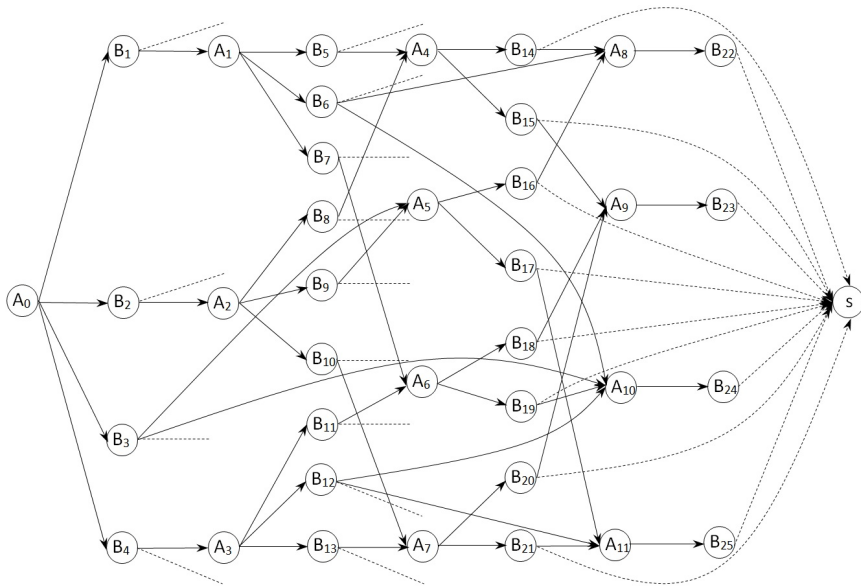 B₁ A₁ B₅ A₄ B₁₄ A₈ B₂₂
B₆
B₁₅
B₇
B₈ A₅ B₁₆ A₉ B₂₃
B₁₇
B₉
A₀ B₂ A₂ s
B₁₈
B₁₀
A₆ B₁₉ A₁₀ B₂₄
B₃ B₁₁
B₁₂ B₂₀
B₄ A₃ B₁₃ A₇ B₂₁ A₁₁ B₂₅